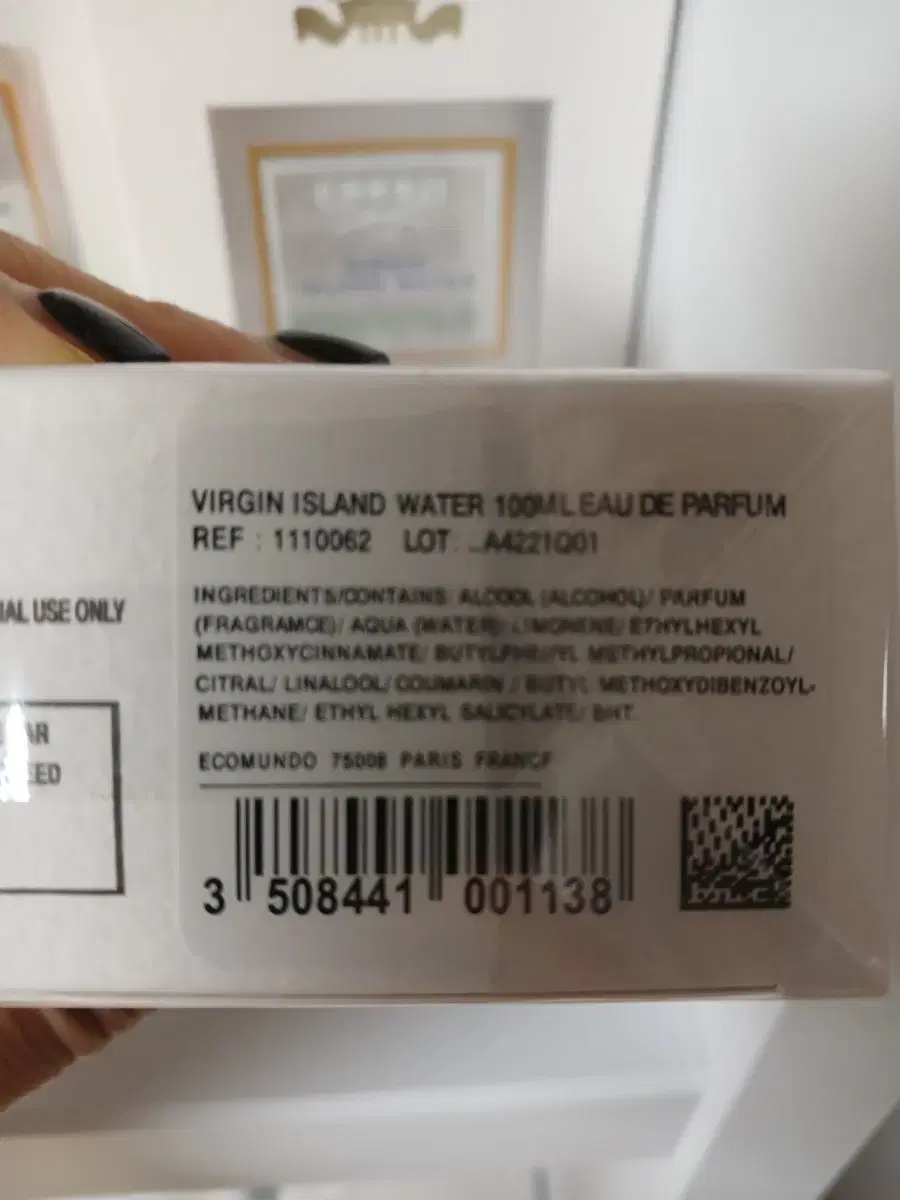 VIRGIN ISLAND WATER 100ML EAU DE PARFUM
REF : 1110062 LOT: _A4221Q01
INGREDIENTS/CONTAINS: ALCOOL (ALCOHOL)/ PARFUM
(FRAGRAMCE)/ AQUA (WATER)/ LIMONENE/ ETHYLHEXYL
METHOXYCINNAMATE/ BUTYLPHENYL METHYLPROPIONAL/
CITRAL/ LINALOOL/ COUMARIN / BUTYL METHOXYDIBENZOYL-
METHANE/ ETHYL HEXYL SALICYLATE/ BHT
ECOMUNDO 75008 PARIS FRANCE
3 508441 001138
IAL USE ONLY
AR
EED